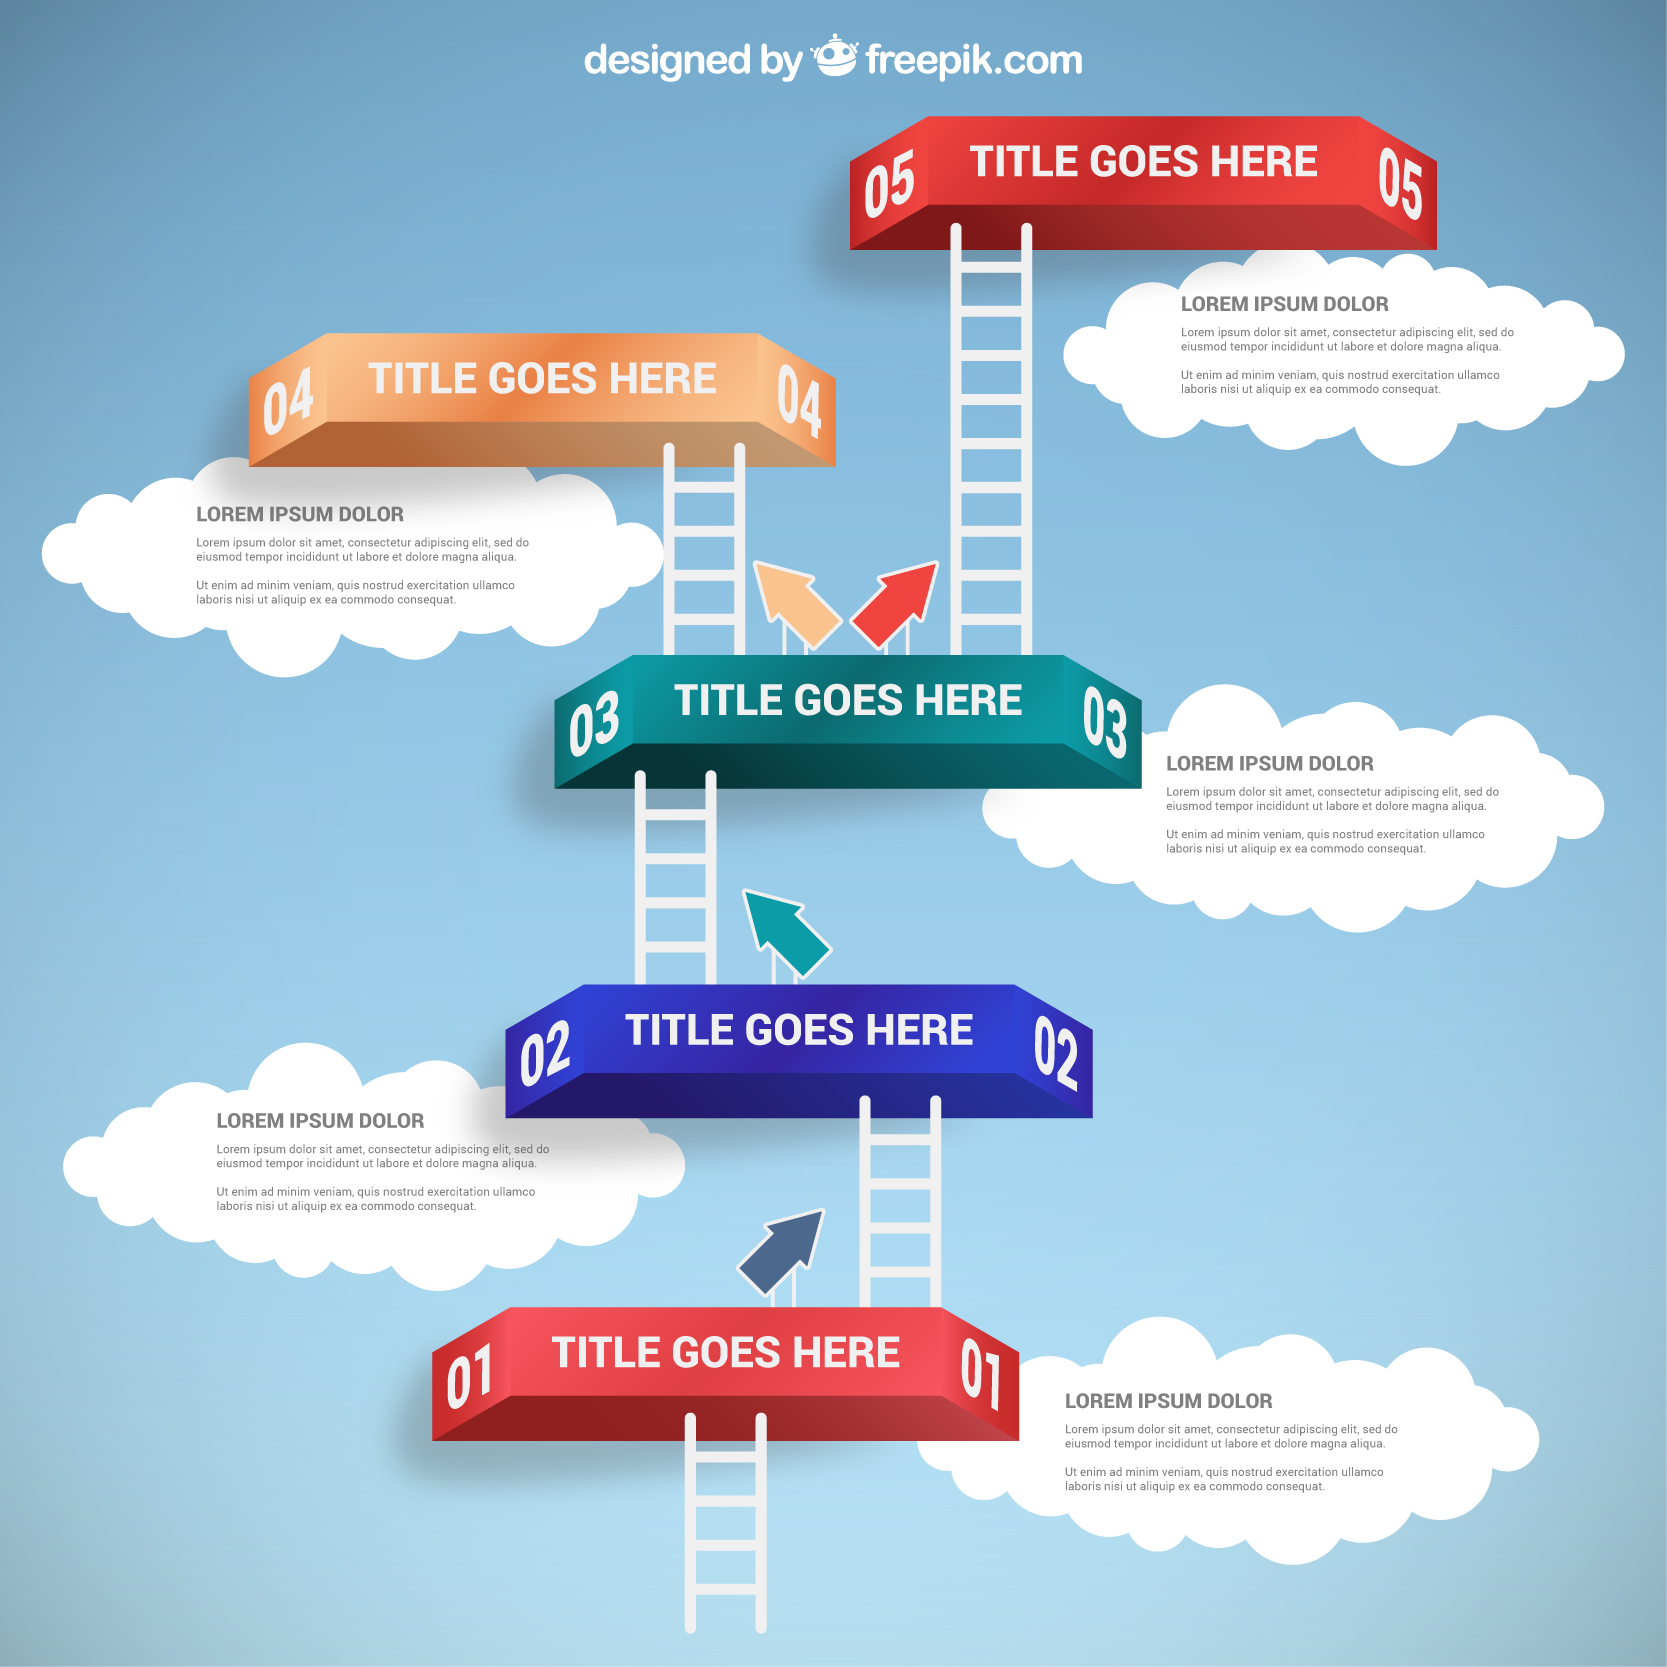 designed by freepik.com
05 TITLE GOES HERE 05
LOREM IPSUM DOLOR
Lorem ipsum dolor sit amet, consectetur adipiscing elit, sed do
eiusmod tempor incididunt ut labore et dolore magna aliqua.
Ut enim ad minim veniam, quis nostrud exercitation ullamco
laboris nisi ut aliquip ex ea commodo consequat.
04 TITLE GOES HERE 04
LOREM IPSUM DOLOR
Lorem ipsum dolor sit amet, consectetur adipiscing elit, sed do
eiusmod tempor incididunt ut labore et dolore magna aliqua.
Ut enim ad minim veniam, quis nostrud exercitation ullamco
laboris nisi ut aliquip ex ea commodo consequat.
03 TITLE GOES HERE 03
LOREM IPSUM DOLOR
Lorem ipsum dolor sit amet, consectetur adipiscing elit, sed do
eiusmod tempor incididunt ut labore et dolore magna aliqua.
Ut enim ad minim veniam, quis nostrud exercitation ullamco
laboris nisi ut aliquip ex ea commodo consequat.
02 TITLE GOES HERE 02
LOREM IPSUM DOLOR
Lorem ipsum dolor sit amet, consectetur adipiscing elit, sed do
eiusmod tempor incididunt ut labore et dolore magna aliqua.
Ut enim ad minim veniam, quis nostrud exercitation ullamco
laboris nisi ut aliquip ex ea commodo consequat.
01 TITLE GOES HERE 01
LOREM IPSUM DOLOR
Lorem ipsum dolor sit amet, consectetur adipiscing elit, sed do
eiusmod tempor incididunt ut labore et dolore magna aliqua.
Ut enim ad minim veniam, quis nostrud exercitation ullamco
laboris nisi ut aliquip ex ea commodo consequat.